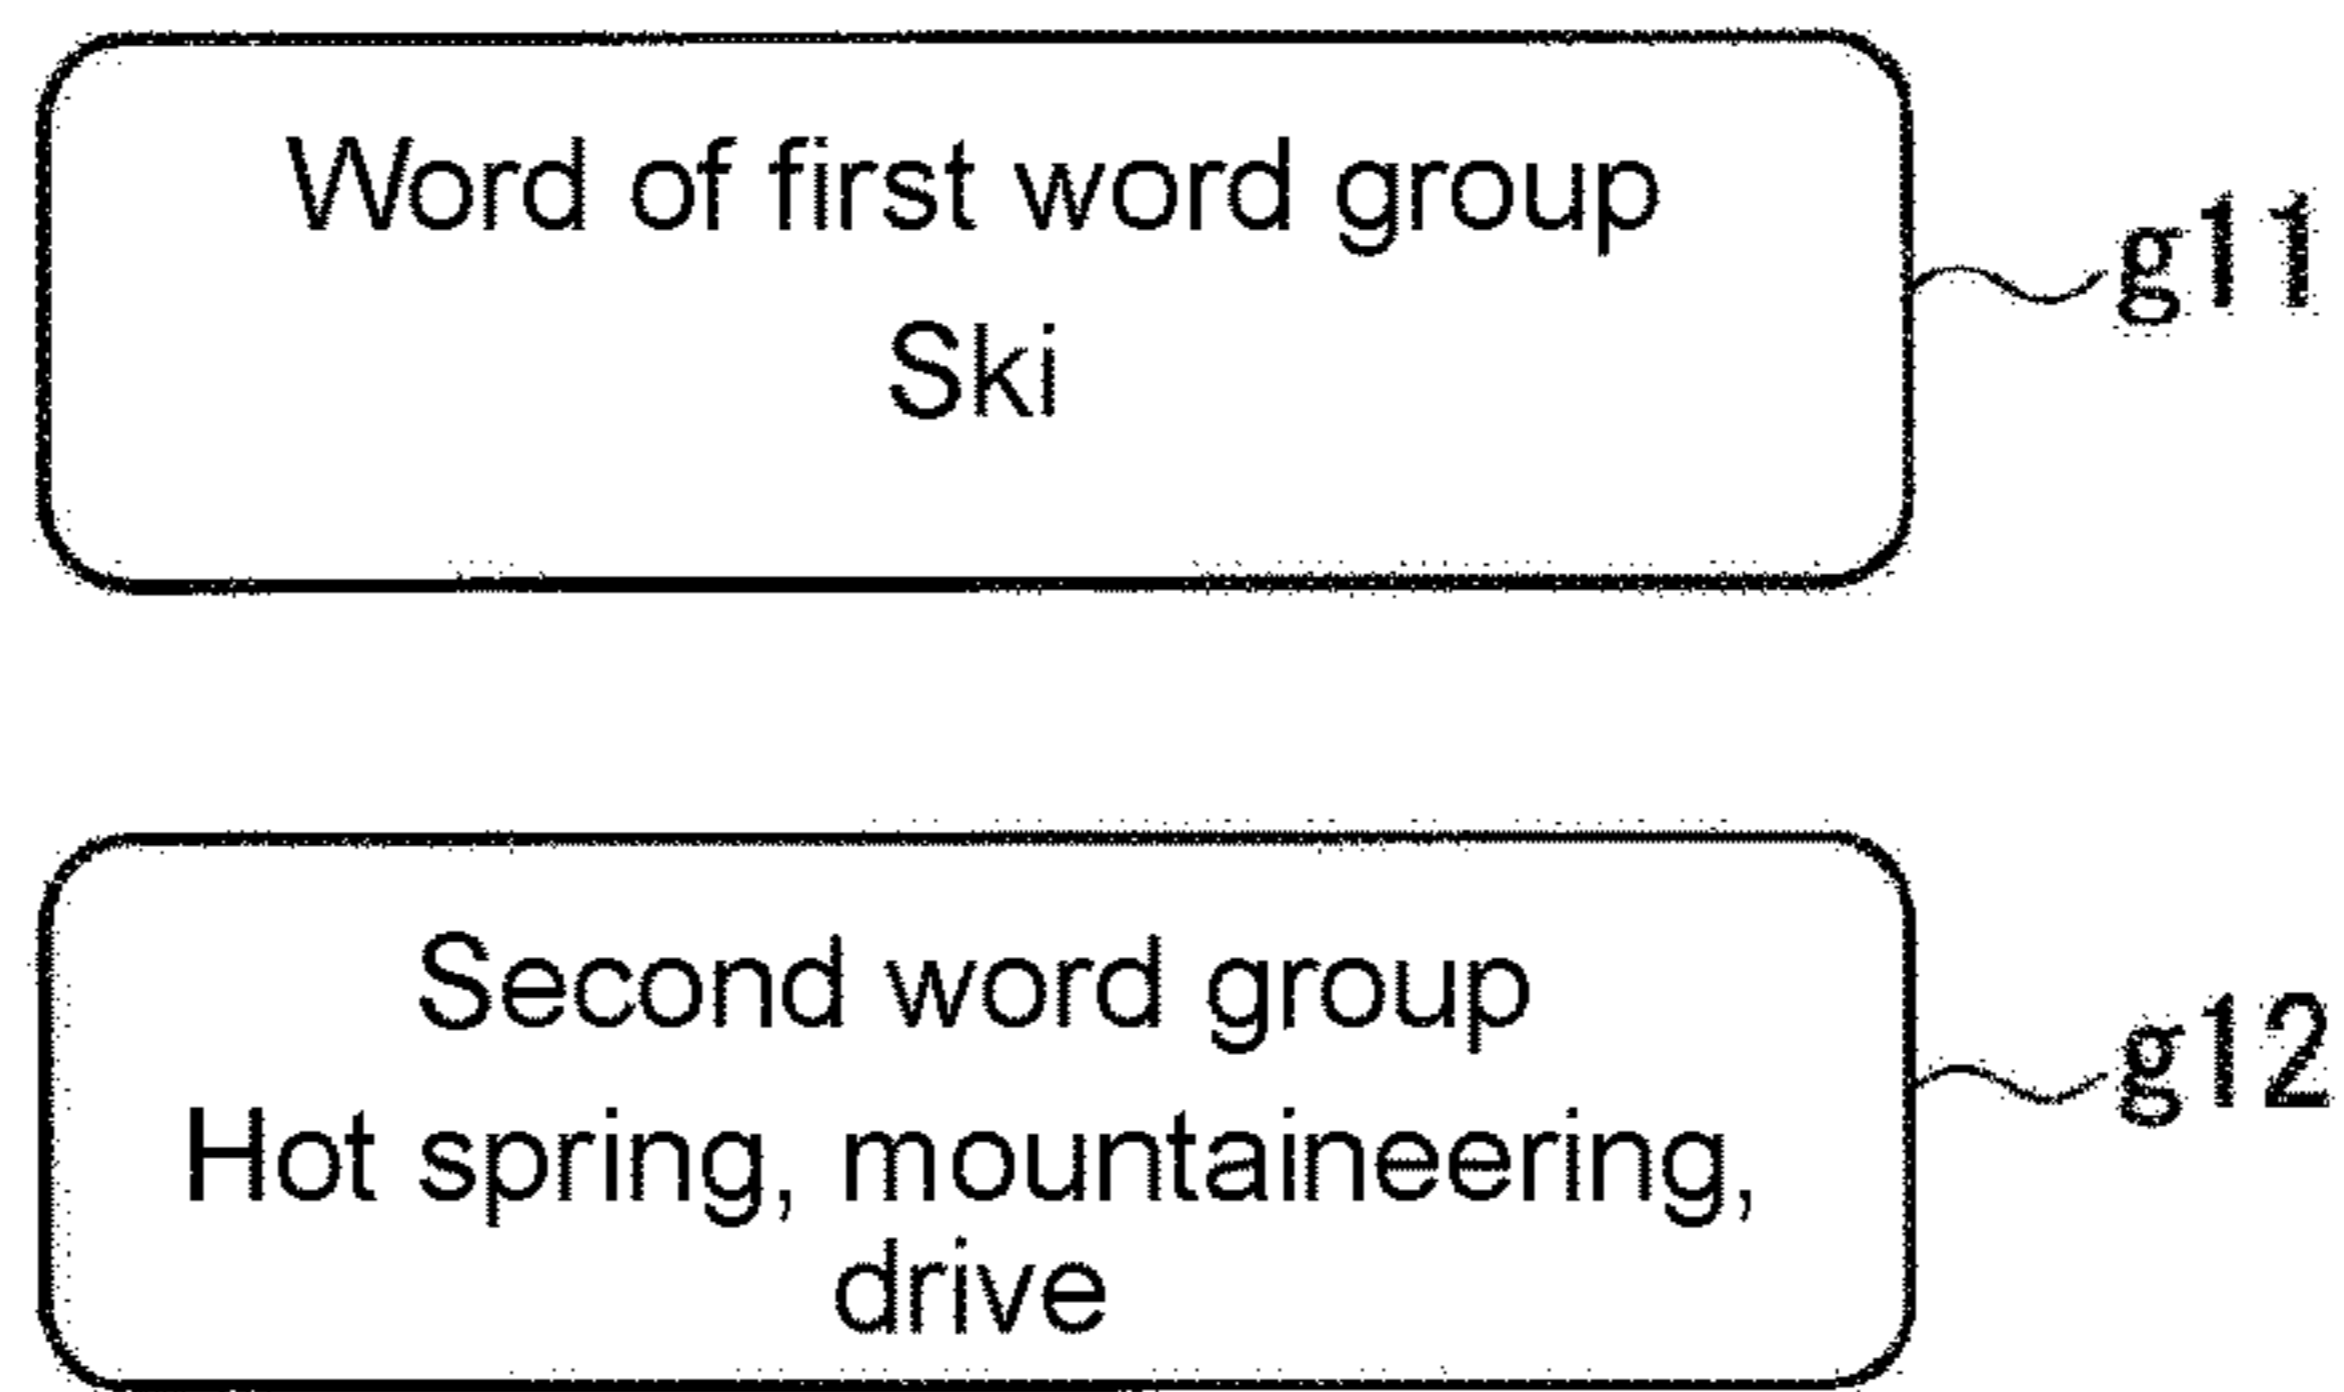 Word of first word group
Ski
g11
Second word group
Hot spring, mountaineering,
drive
g12